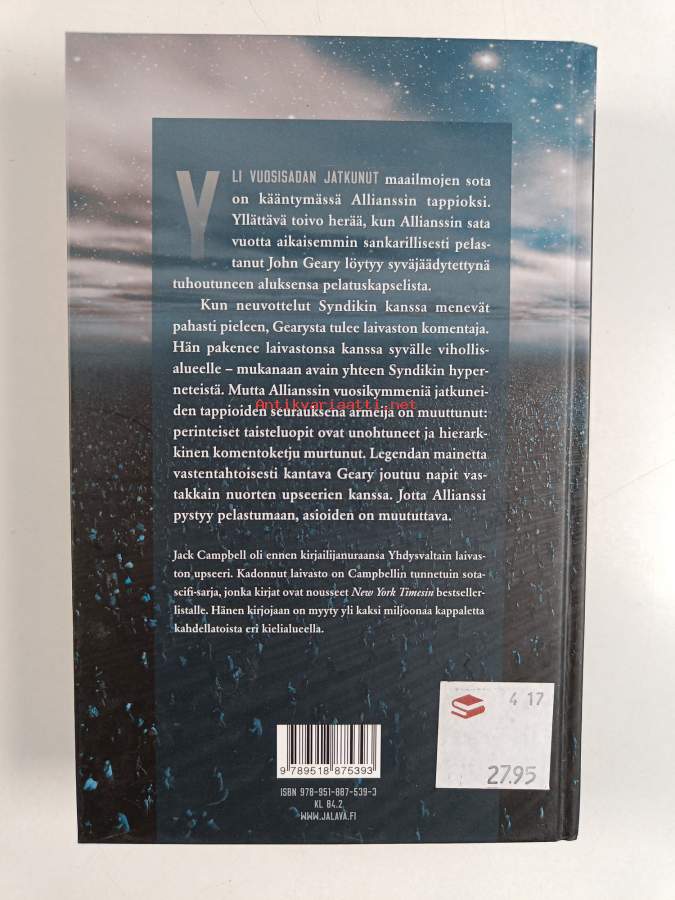 YLI VUOSISADAN JATKUNUT maailmojen sota
on kääntymässä Allianssin tappioksi.
Yllättävä toivo herää, kun Allianssin sata
vuotta aikaisemmin sankarillisesti pelas-
tanut John Geary löytyy syväjäädytettynä
tuhoutuneen aluksensa pelatuskapselista.
Kun neuvottelut Syndikin kanssa menevät
pahasti pieleen, Gearysta tulee laivaston komentaja.
Hän pakenee laivastonsa kanssa syvälle vihollis-
alueelle – mukanaan avain yhteen Syndikin hyper-
neteistä. Mutta Allianssin vuosikymmeniä jatkunei-
Antikvariaatti.net
den tappioiden seurauksena armeija on muuttunut:
perinteiset taisteluopit ovat unohtuneet ja hierark-
kinen komentoketju murtunut. Legendan mainetta
vastentahtoisesti kantava Geary joutuu napit vas-
takkain nuorten upseerien kanssa. Jotta Allianssi
pystyy pelastumaan, asioiden on muututtava.
Jack Campbell oli ennen kirjailijanuraansa Yhdysvaltain laivas-
ton upseeri. Kadonnut laivasto on Campbellin tunnetuin sota-
scifi-sarja, jonka kirjat ovat nousseet New York Timesin bestseller-
listalle. Hänen kirjojaan on myyty yli kaksi miljoonaa kappaletta
kahdellatoista eri kielialueella.
4 17
27.95
9 789518 875393
ISBN 978-951-887-539-3
KL 84.2
WWW.JALAVA.FI